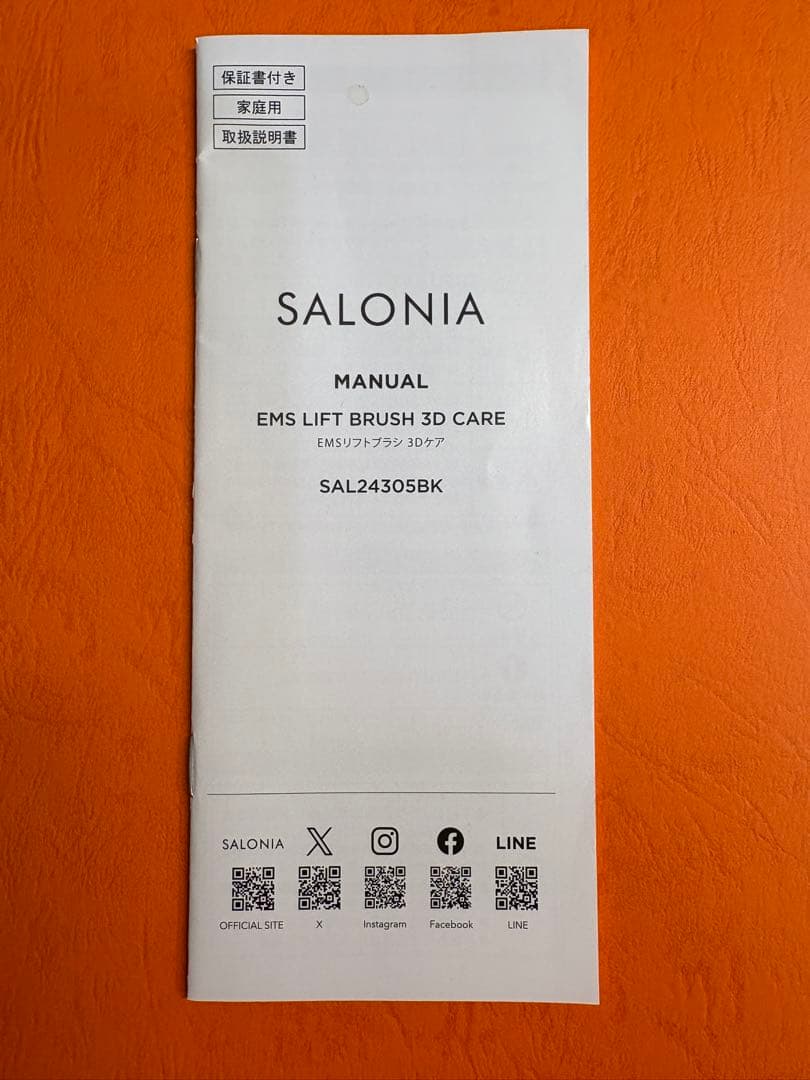 保証書付き
家庭用
取扱説明書
SALONIA
MANUAL
EMS LIFT BRUSH 3D CARE
EMSリフトブラシ 3Dケア
SAL24305BK
SALONIA X LINE
OFFICIAL SITE X Instagram Facebook LINE